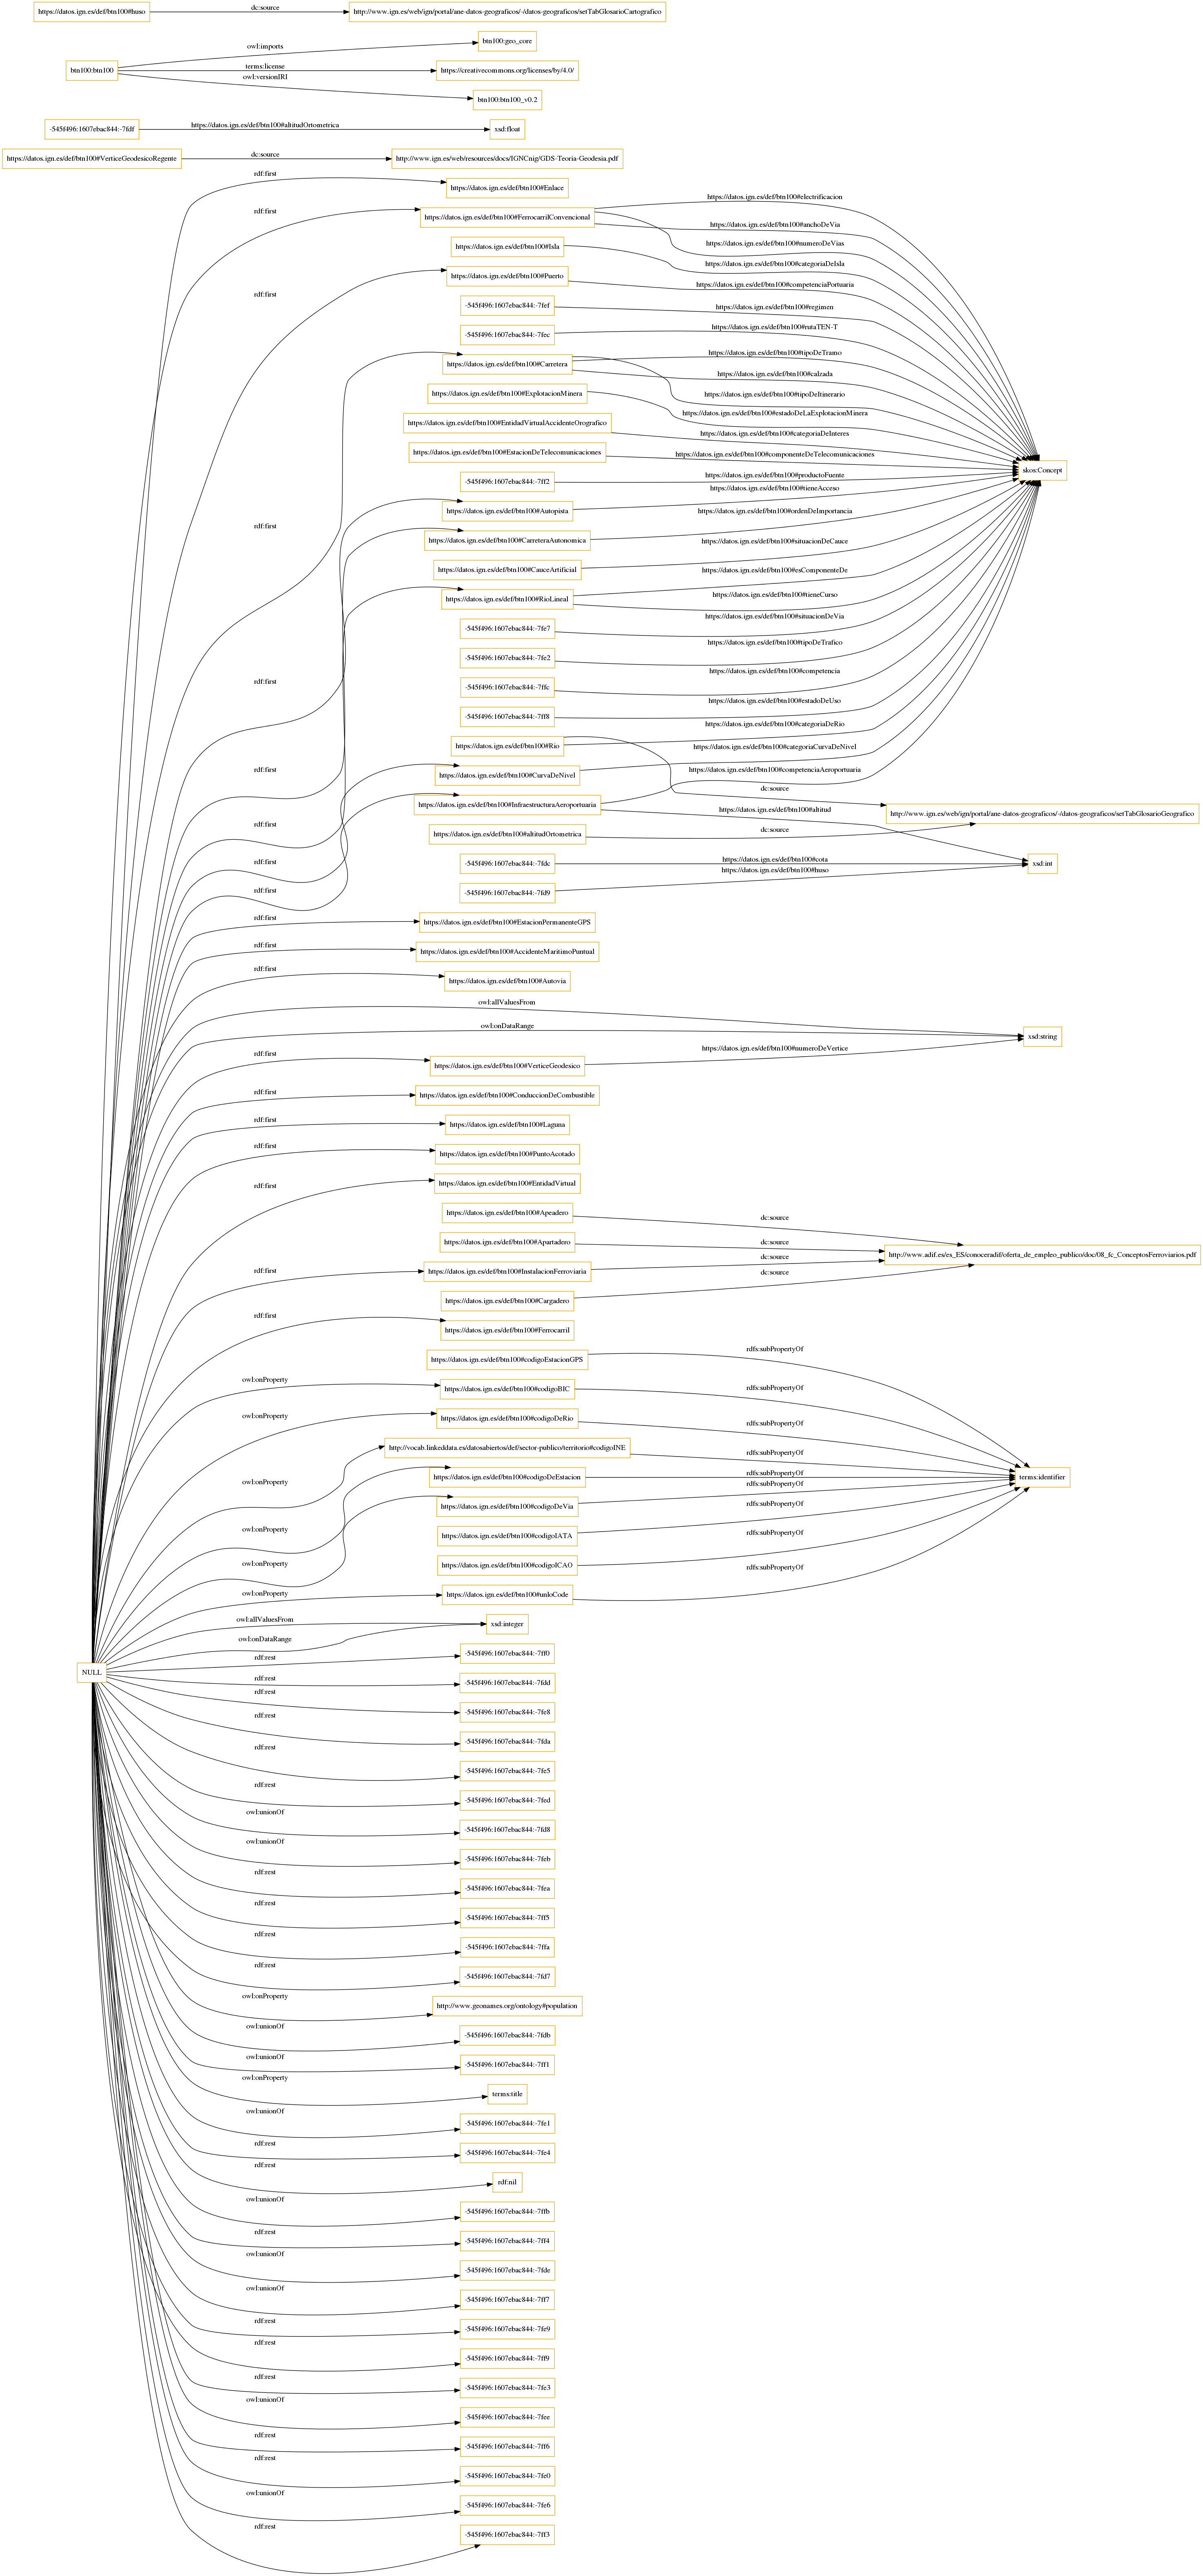 https://datos.ign.es/def/btn100#huso
dc:source
http://www.ign.es/web/ign/portal/ane-datos-geograficos/-/datos-geograficos/setTabGlosarioCartografico
btn100:btn100
owl:imports
btn100:geo_core
terms:license
https://creativecommons.org/licenses/by/4.0/
owl:versionIRI
btn100:btn100_v0.2
-545f496:1607ebac844:-7fdf
https://datos.ign.es/def/btn100#altitudOrtometrica
xsd:float
https://datos.ign.es/def/btn100#VerticeGeodesicoRegente
dc:source
http://www.ign.es/web/resources/docs/IGNCnig/GDS-Teoria-Geodesia.pdf
rdf:first
https://datos.ign.es/def/btn100#Enlace
rdf:first
https://datos.ign.es/def/btn100#FerrocarrilConvencional
https://datos.ign.es/def/btn100#electrificacion
https://datos.ign.es/def/btn100#anchoDeVia
https://datos.ign.es/def/btn100#numeroDeVias
https://datos.ign.es/def/btn100#Isla
https://datos.ign.es/def/btn100#categoriaDeIsla
rdf:first
https://datos.ign.es/def/btn100#Puerto
https://datos.ign.es/def/btn100#competenciaPortuaria
-545f496:1607ebac844:-7fef
https://datos.ign.es/def/btn100#regimen
-545f496:1607ebac844:-7fec
https://datos.ign.es/def/btn100#rutaTEN-T
rdf:first
https://datos.ign.es/def/btn100#Carretera
https://datos.ign.es/def/btn100#tipoDeTramo
https://datos.ign.es/def/btn100#calzada
https://datos.ign.es/def/btn100#tipoDeItinerario
https://datos.ign.es/def/btn100#ExplotacionMinera
https://datos.ign.es/def/btn100#estadoDeLaExplotacionMinera
https://datos.ign.es/def/btn100#EntidadVirtualAccidenteOrografico
https://datos.ign.es/def/btn100#categoriaDeInteres
https://datos.ign.es/def/btn100#EstacionDeTelecomunicaciones
https://datos.ign.es/def/btn100#componenteDeTelecomunicaciones
skos:Concept
-545f496:1607ebac844:-7ff2
https://datos.ign.es/def/btn100#productoFuente
rdf:first
https://datos.ign.es/def/btn100#Autopista
https://datos.ign.es/def/btn100#tieneAcceso
rdf:first
https://datos.ign.es/def/btn100#CarreteraAutonomica
https://datos.ign.es/def/btn100#ordenDeImportancia
https://datos.ign.es/def/btn100#CauceArtificial
https://datos.ign.es/def/btn100#situacionDeCauce
rdf:first
https://datos.ign.es/def/btn100#RioLineal
https://datos.ign.es/def/btn100#esComponenteDe
https://datos.ign.es/def/btn100#tieneCurso
-545f496:1607ebac844:-7fe7
https://datos.ign.es/def/btn100#situacionDeVia
-545f496:1607ebac844:-7fe2
https://datos.ign.es/def/btn100#tipoDeTrafico
-545f496:1607ebac844:-7ffc
https://datos.ign.es/def/btn100#competencia
-545f496:1607ebac844:-7ff8
https://datos.ign.es/def/btn100#estadoDeUso
https://datos.ign.es/def/btn100#Rio
https://datos.ign.es/def/btn100#categoriaDeRio
dc:source
rdf:first
https://datos.ign.es/def/btn100#CurvaDeNivel
https://datos.ign.es/def/btn100#categoriaCurvaDeNivel
rdf:first
https://datos.ign.es/def/btn100#InfraestructuraAeroportuaria
https://datos.ign.es/def/btn100#competenciaAeroportuaria
https://datos.ign.es/def/btn100#altitud
http://www.ign.es/web/ign/portal/ane-datos-geograficos/-/datos-geograficos/setTabGlosarioGeografico
https://datos.ign.es/def/btn100#altitudOrtometrica
dc:source
-545f496:1607ebac844:-7fdc
https://datos.ign.es/def/btn100#cota
xsd:int
-545f496:1607ebac844:-7fd9
https://datos.ign.es/def/btn100#huso
rdf:first
https://datos.ign.es/def/btn100#EstacionPermanenteGPS
rdf:first
https://datos.ign.es/def/btn100#AccidenteMaritimoPuntual
rdf:first
https://datos.ign.es/def/btn100#Autovia
owl:allValuesFrom
owl:onDataRange
xsd:string
rdf:first
https://datos.ign.es/def/btn100#VerticeGeodesico
https://datos.ign.es/def/btn100#numeroDeVertice
rdf:first
https://datos.ign.es/def/btn100#ConduccionDeCombustible
rdf:first
https://datos.ign.es/def/btn100#Laguna
rdf:first
https://datos.ign.es/def/btn100#PuntoAcotado
rdf:first
https://datos.ign.es/def/btn100#EntidadVirtual
https://datos.ign.es/def/btn100#Apeadero
dc:source
https://datos.ign.es/def/btn100#Apartadero
dc:source
http://www.adif.es/es_ES/conoceradif/oferta_de_empleo_publico/doc/08_fc_ConceptosFerroviarios.pdf
rdf:first
https://datos.ign.es/def/btn100#InstalacionFerroviaria
dc:source
https://datos.ign.es/def/btn100#Cargadero
dc:source
rdf:first
https://datos.ign.es/def/btn100#Ferrocarril
https://datos.ign.es/def/btn100#codigoEstacionGPS
rdfs:subPropertyOf
owl:onProperty
https://datos.ign.es/def/btn100#codigoBIC
rdfs:subPropertyOf
owl:onProperty
https://datos.ign.es/def/btn100#codigoDeRio
rdfs:subPropertyOf
owl:onProperty
http://vocab.linkeddata.es/datosabiertos/def/sector-publico/territorio#codigoINE
rdfs:subPropertyOf
owl:onProperty
https://datos.ign.es/def/btn100#codigoDeEstacion
rdfs:subPropertyOf
terms:identifier
owl:onProperty
https://datos.ign.es/def/btn100#codigoDeVia
rdfs:subPropertyOf
https://datos.ign.es/def/btn100#codigoIATA
rdfs:subPropertyOf
https://datos.ign.es/def/btn100#codigoICAO
rdfs:subPropertyOf
owl:onProperty
https://datos.ign.es/def/btn100#unloCode
rdfs:subPropertyOf
owl:allValuesFrom
xsd:integer
owl:onDataRange
NULL
rdf:rest
-545f496:1607ebac844:-7ff0
rdf:rest
-545f496:1607ebac844:-7fdd
rdf:rest
-545f496:1607ebac844:-7fe8
rdf:rest
-545f496:1607ebac844:-7fda
rdf:rest
-545f496:1607ebac844:-7fe5
rdf:rest
-545f496:1607ebac844:-7fed
owl:unionOf
-545f496:1607ebac844:-7fd8
owl:unionOf
-545f496:1607ebac844:-7feb
rdf:rest
-545f496:1607ebac844:-7fea
rdf:rest
-545f496:1607ebac844:-7ff5
rdf:rest
-545f496:1607ebac844:-7ffa
rdf:rest
-545f496:1607ebac844:-7fd7
owl:onProperty
http://www.geonames.org/ontology#population
owl:unionOf
-545f496:1607ebac844:-7fdb
owl:unionOf
-545f496:1607ebac844:-7ff1
owl:onProperty
terms:title
owl:unionOf
-545f496:1607ebac844:-7fe1
rdf:rest
-545f496:1607ebac844:-7fe4
rdf:rest
rdf:nil
owl:unionOf
-545f496:1607ebac844:-7ffb
rdf:rest
-545f496:1607ebac844:-7ff4
owl:unionOf
-545f496:1607ebac844:-7fde
owl:unionOf
-545f496:1607ebac844:-7ff7
rdf:rest
-545f496:1607ebac844:-7fe9
rdf:rest
-545f496:1607ebac844:-7ff9
rdf:rest
-545f496:1607ebac844:-7fe3
owl:unionOf
-545f496:1607ebac844:-7fee
rdf:rest
-545f496:1607ebac844:-7ff6
rdf:rest
-545f496:1607ebac844:-7fe0
owl:unionOf
-545f496:1607ebac844:-7fe6
rdf:rest
-545f496:1607ebac844:-7ff3